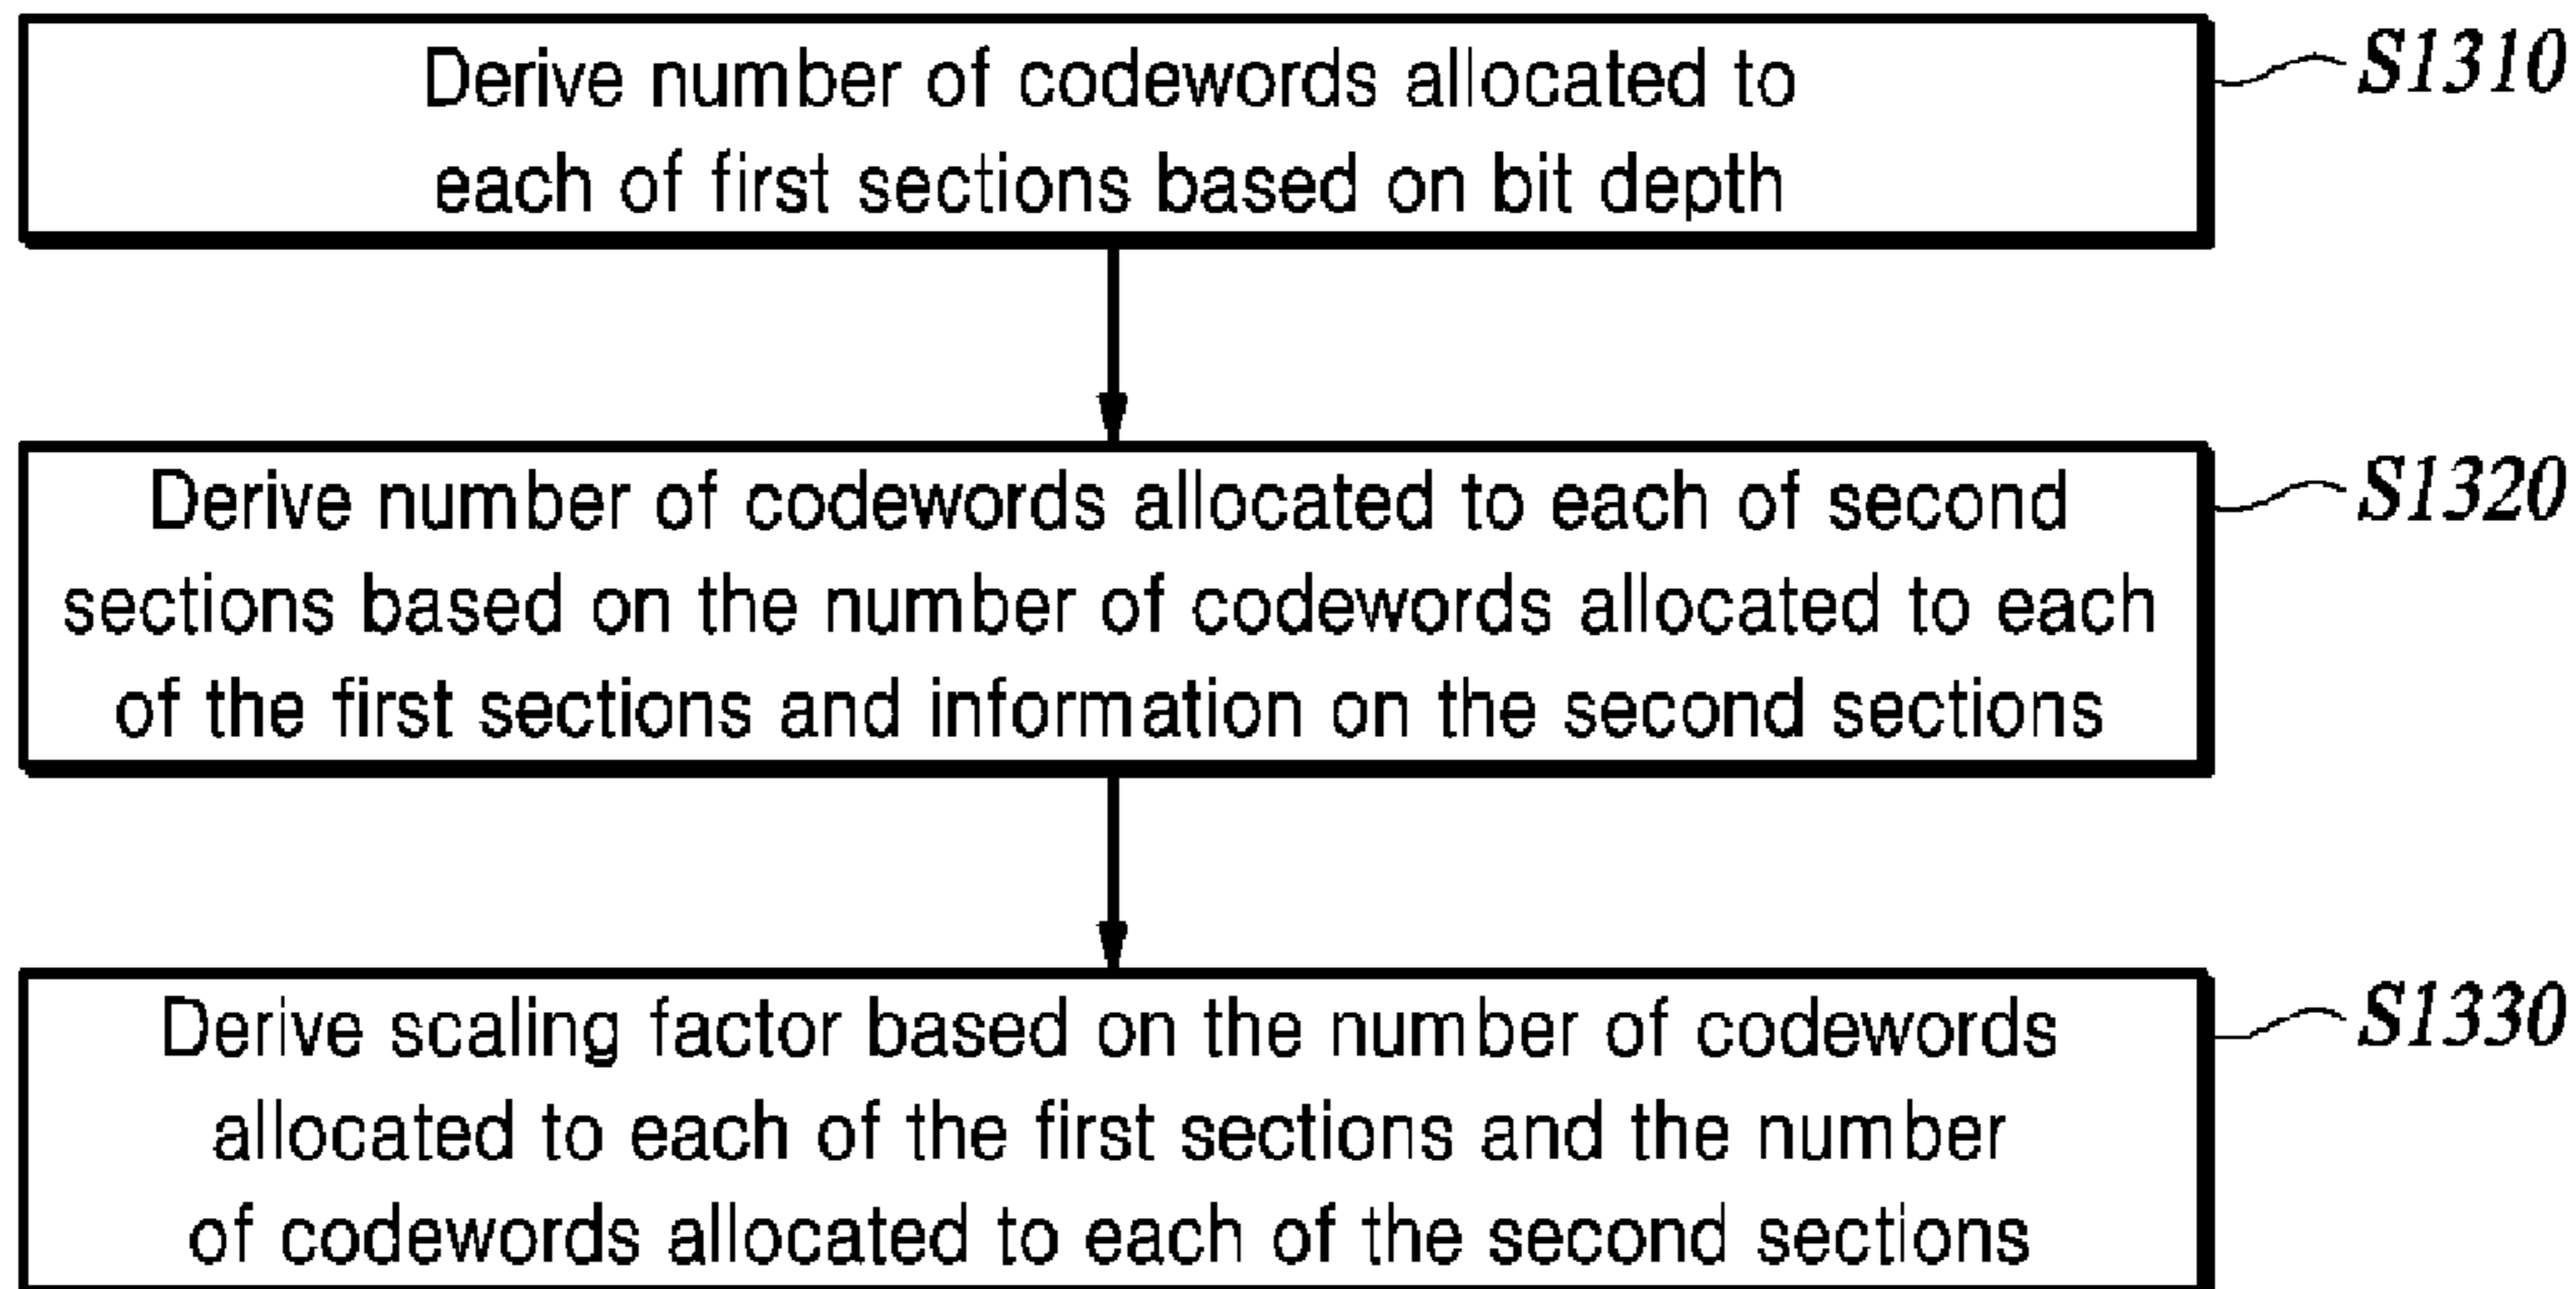 Derive number of codewords allocated to
each of first sections based on bit depth
S1310
Derive number of codewords allocated to each of second
sections based on the number of codewords allocated to each
of the first sections and information on the second sections
S1320
Derive scaling factor based on the number of codewords
allocated to each of the first sections and the number
of codewords allocated to each of the second sections
S1330